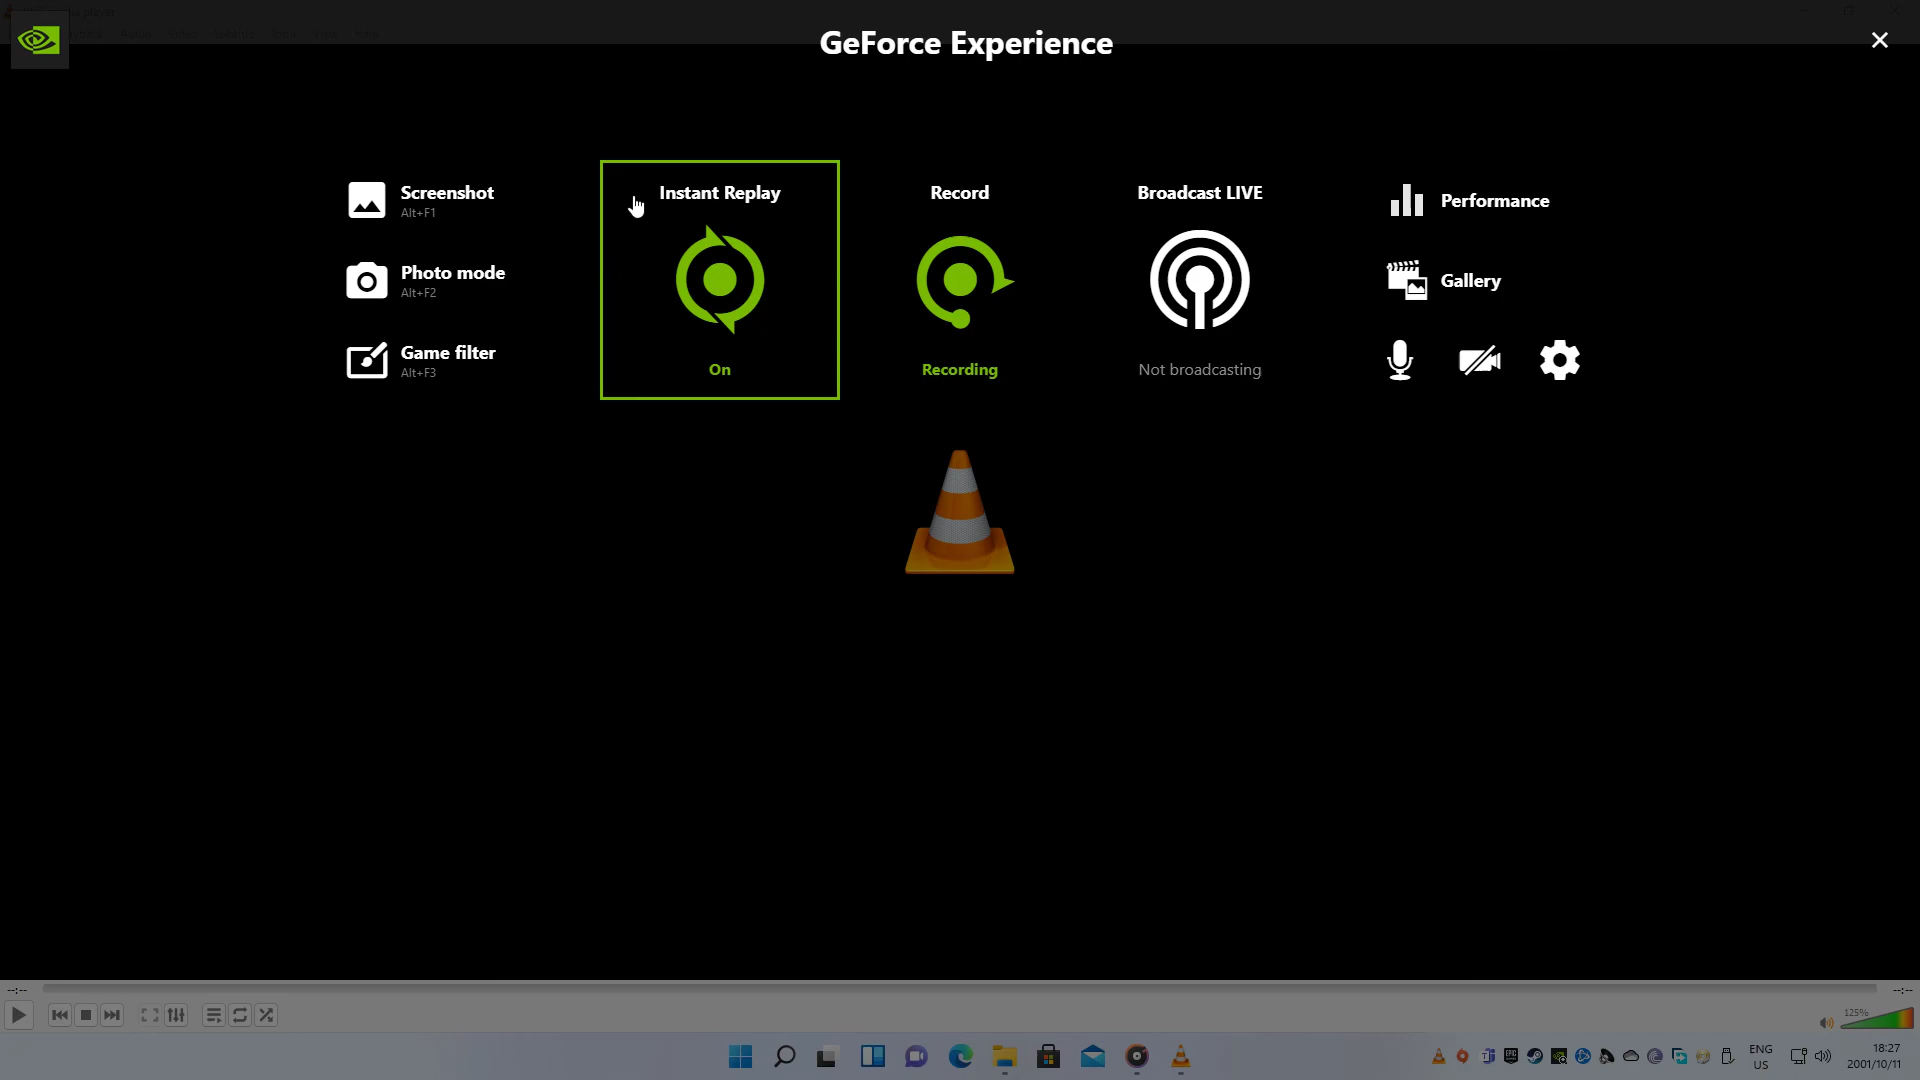 GeForce Experience
Screenshot
Alt+F1
Photo mode
Alt+F2
Game filter
Alt+F3
Instant Replay
On
Record
Recording
Broadcast LIVE
Not broadcasting
Performance
Gallery
--:--
--:--
125%
ENG
US
18:27
2001/10/11